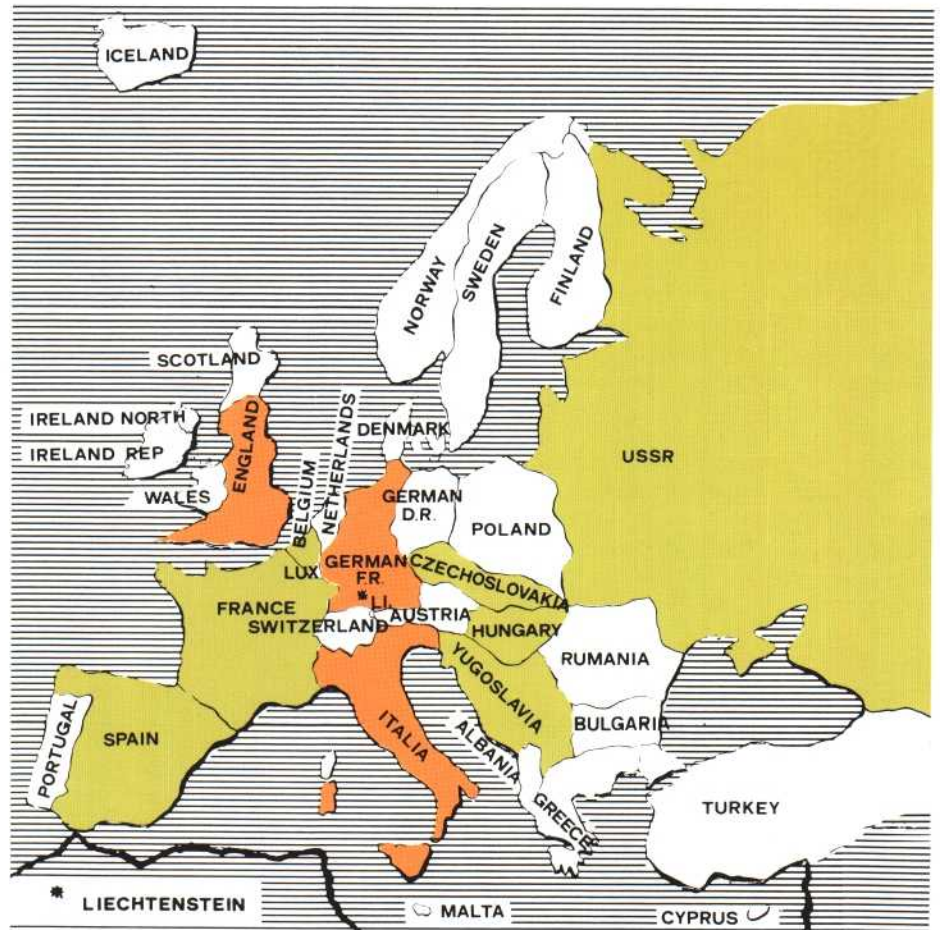 ICELAND
NORWAY
SWEDEN
FINLAND
SCOTLAND
IRELAND NORTH
IRELAND REP
WALES
ENGLAND
BELGIUM
NETHERLANDS
DENMARK
GERMAN
D.R.
POLAND
USSR
LUX
GERMAN
F.R.
CZECHOSLOVAKIA
* LI.
FRANCE
SWITZERLAND
AUSTRIA
HUNGARY
RUMANIA
YUGOSLAVIA
BULGARIA
PORTUGAL
SPAIN
ITALIA
ALBANIA
GREECE
TURKEY
* LIECHTENSTEIN
MALTA
CYPRUS